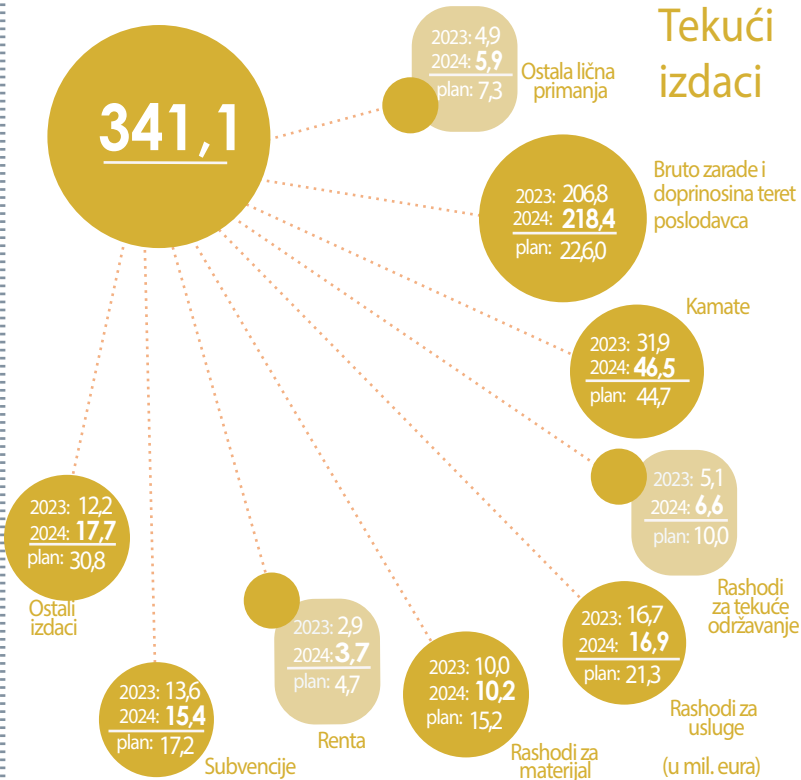 Tekući
izdaci
341,1
2023: 4,9
2024: 5,9
plan: 7,3
Ostala lična
primanja
2023: 206,8
2024: 218,4
plan: 226,0
Bruto zarade i
doprinosina teret
poslodavca
Kamate
2023: 31,9
2024: 46,5
plan: 44,7
2023: 5,1
2024: 6,6
plan: 10,0
Rashodi
za tekuće
održavanje
2023: 16,7
2024: 16,9
plan: 21,3
Rashodi za
usluge
2023: 10,0
2024: 10,2
plan: 15,2
Rashodi za
materijal
2023: 2,9
2024: 3,7
plan: 4,7
Renta
2023: 13,6
2024: 15,4
plan: 17,2
Subvencije
2023: 12,2
2024: 17,7
plan: 30,8
Ostali
izdaci
(u mil. eura)